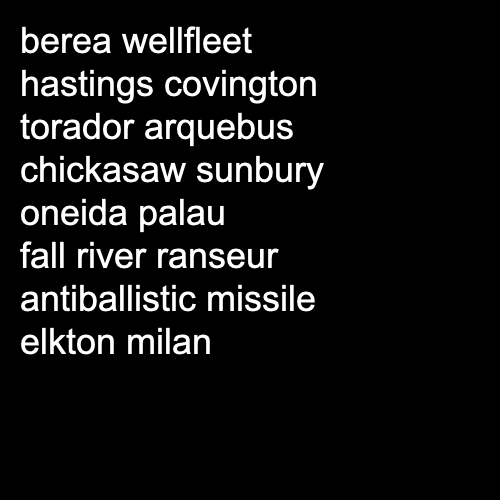 berea wellfleet
hastings covington
torador arquebus
chickasaw sunbury
oneida palau
fall river ranseur
antiballistic missile
elkton milan